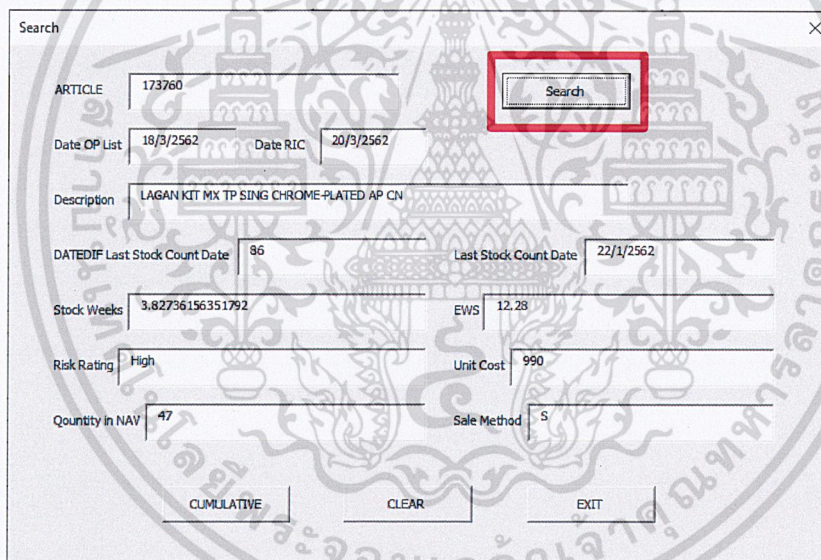 Search
ARTICLE 173760 Search
Date OP List 18/3/2562 Date RIC 20/3/2562
Description LAGAN KIT MX TP SING CHROME-PLATED AP CN
DATEDIF Last Stock Count Date 86 Last Stock Count Date 22/1/2562
Stock Weeks 3.82736156351792 EWS 12.28
Risk Rating High Unit Cost 990
Qountity in NAV 47 Sale Method S
CUMULATIVE CLEAR EXIT